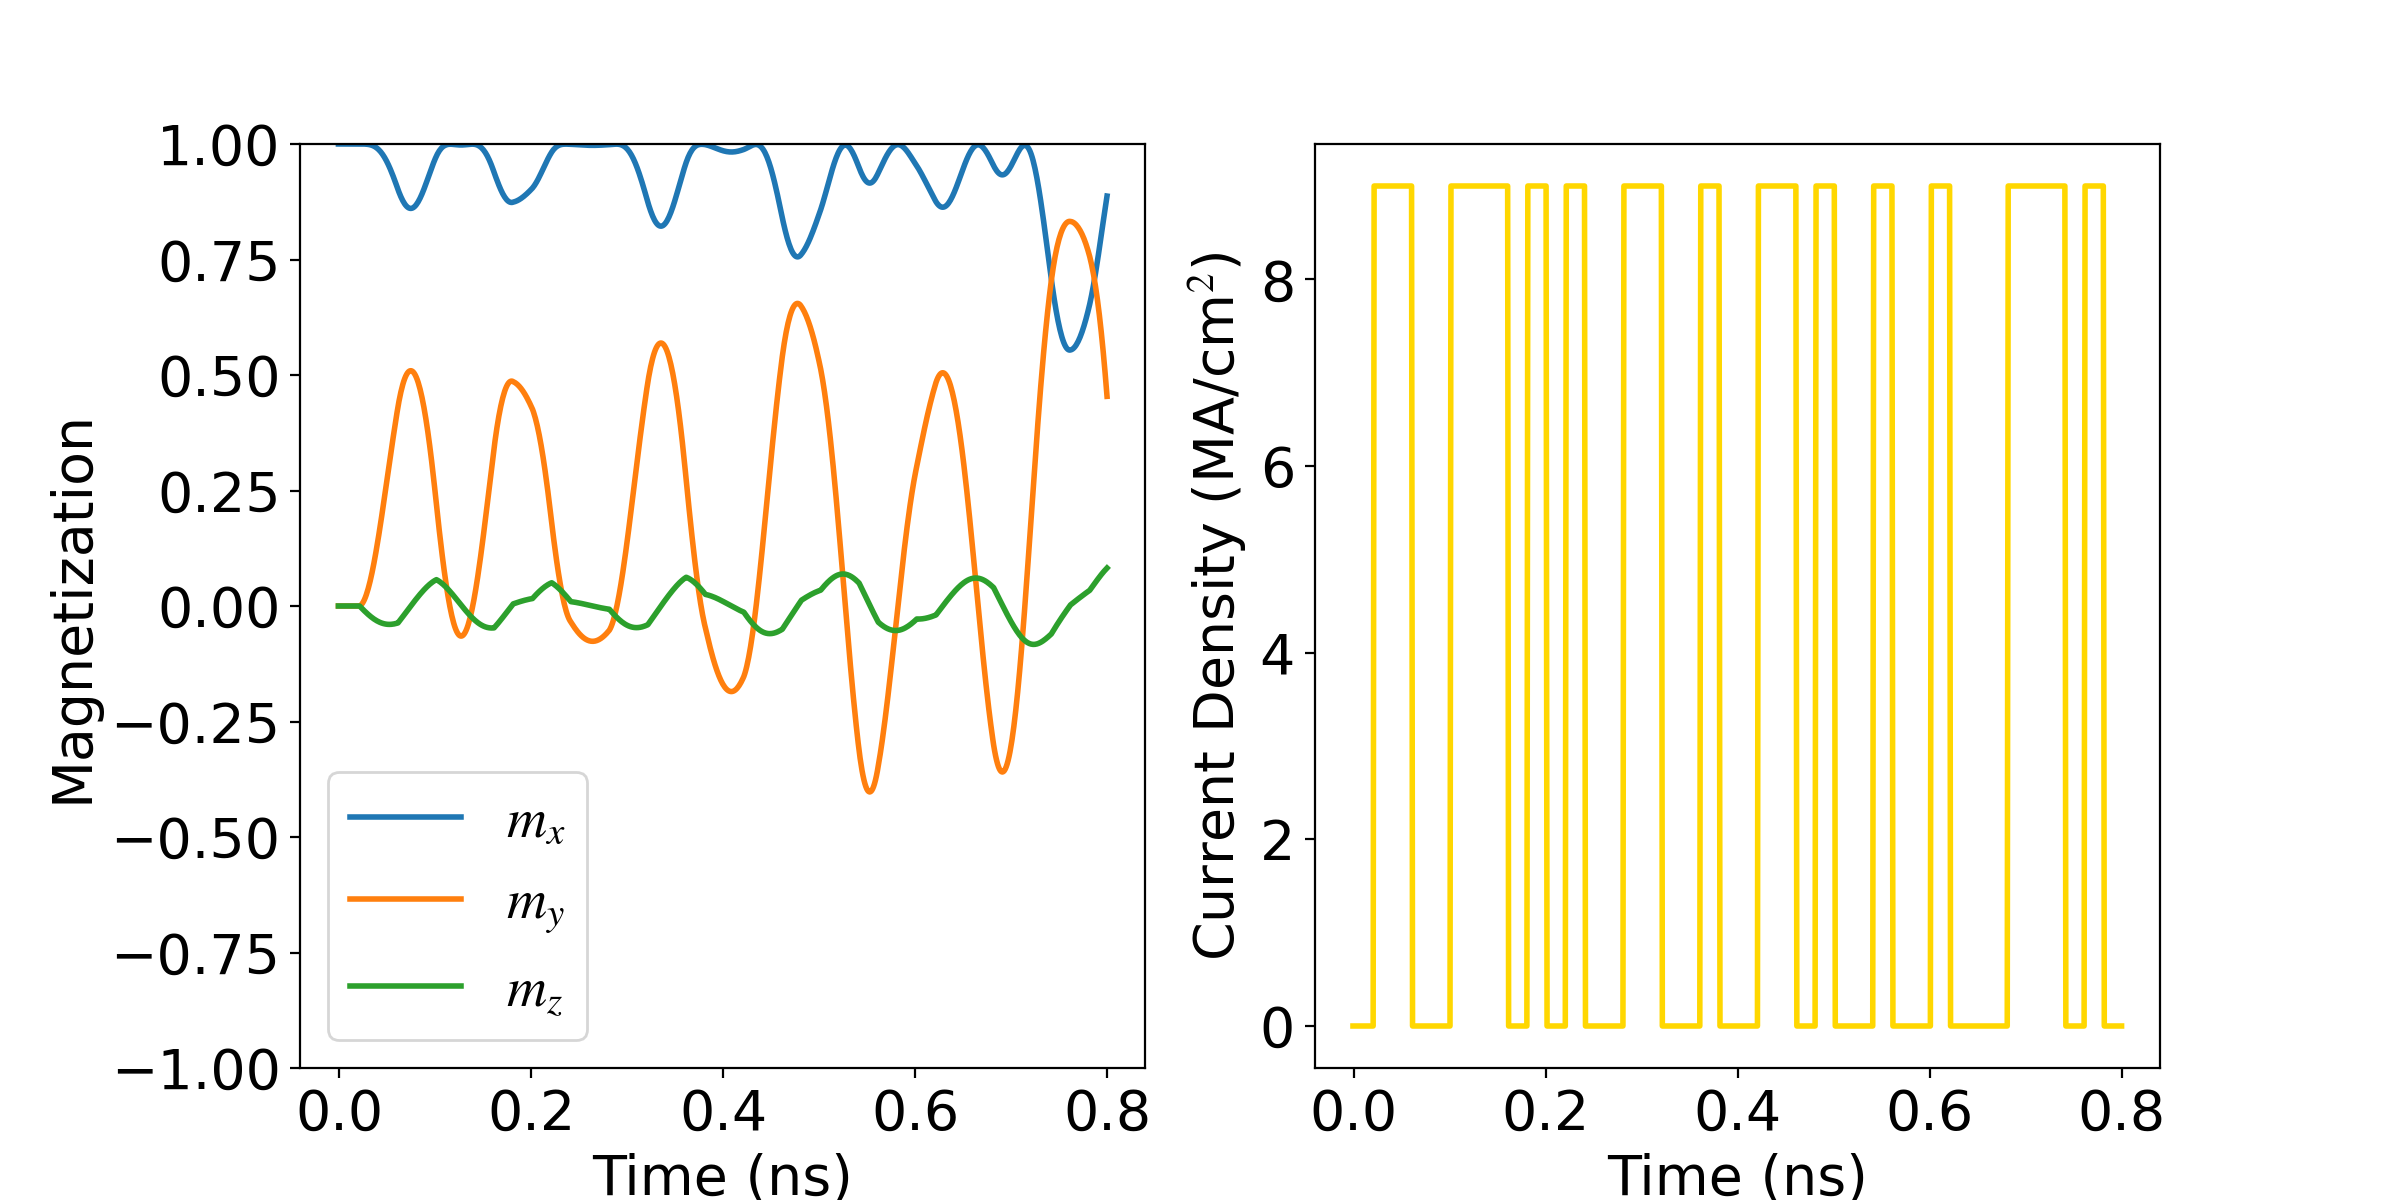 1.00
0.75
0.50
0.25
0.00
−0.25
−0.50
−0.75
−1.00
Magnetization
m_x
m_y
m_z
0.0 0.2 0.4 0.6 0.8
Time (ns)
8
6
4
2
0
Current Density (MA/cm²)
0.0 0.2 0.4 0.6 0.8
Time (ns)